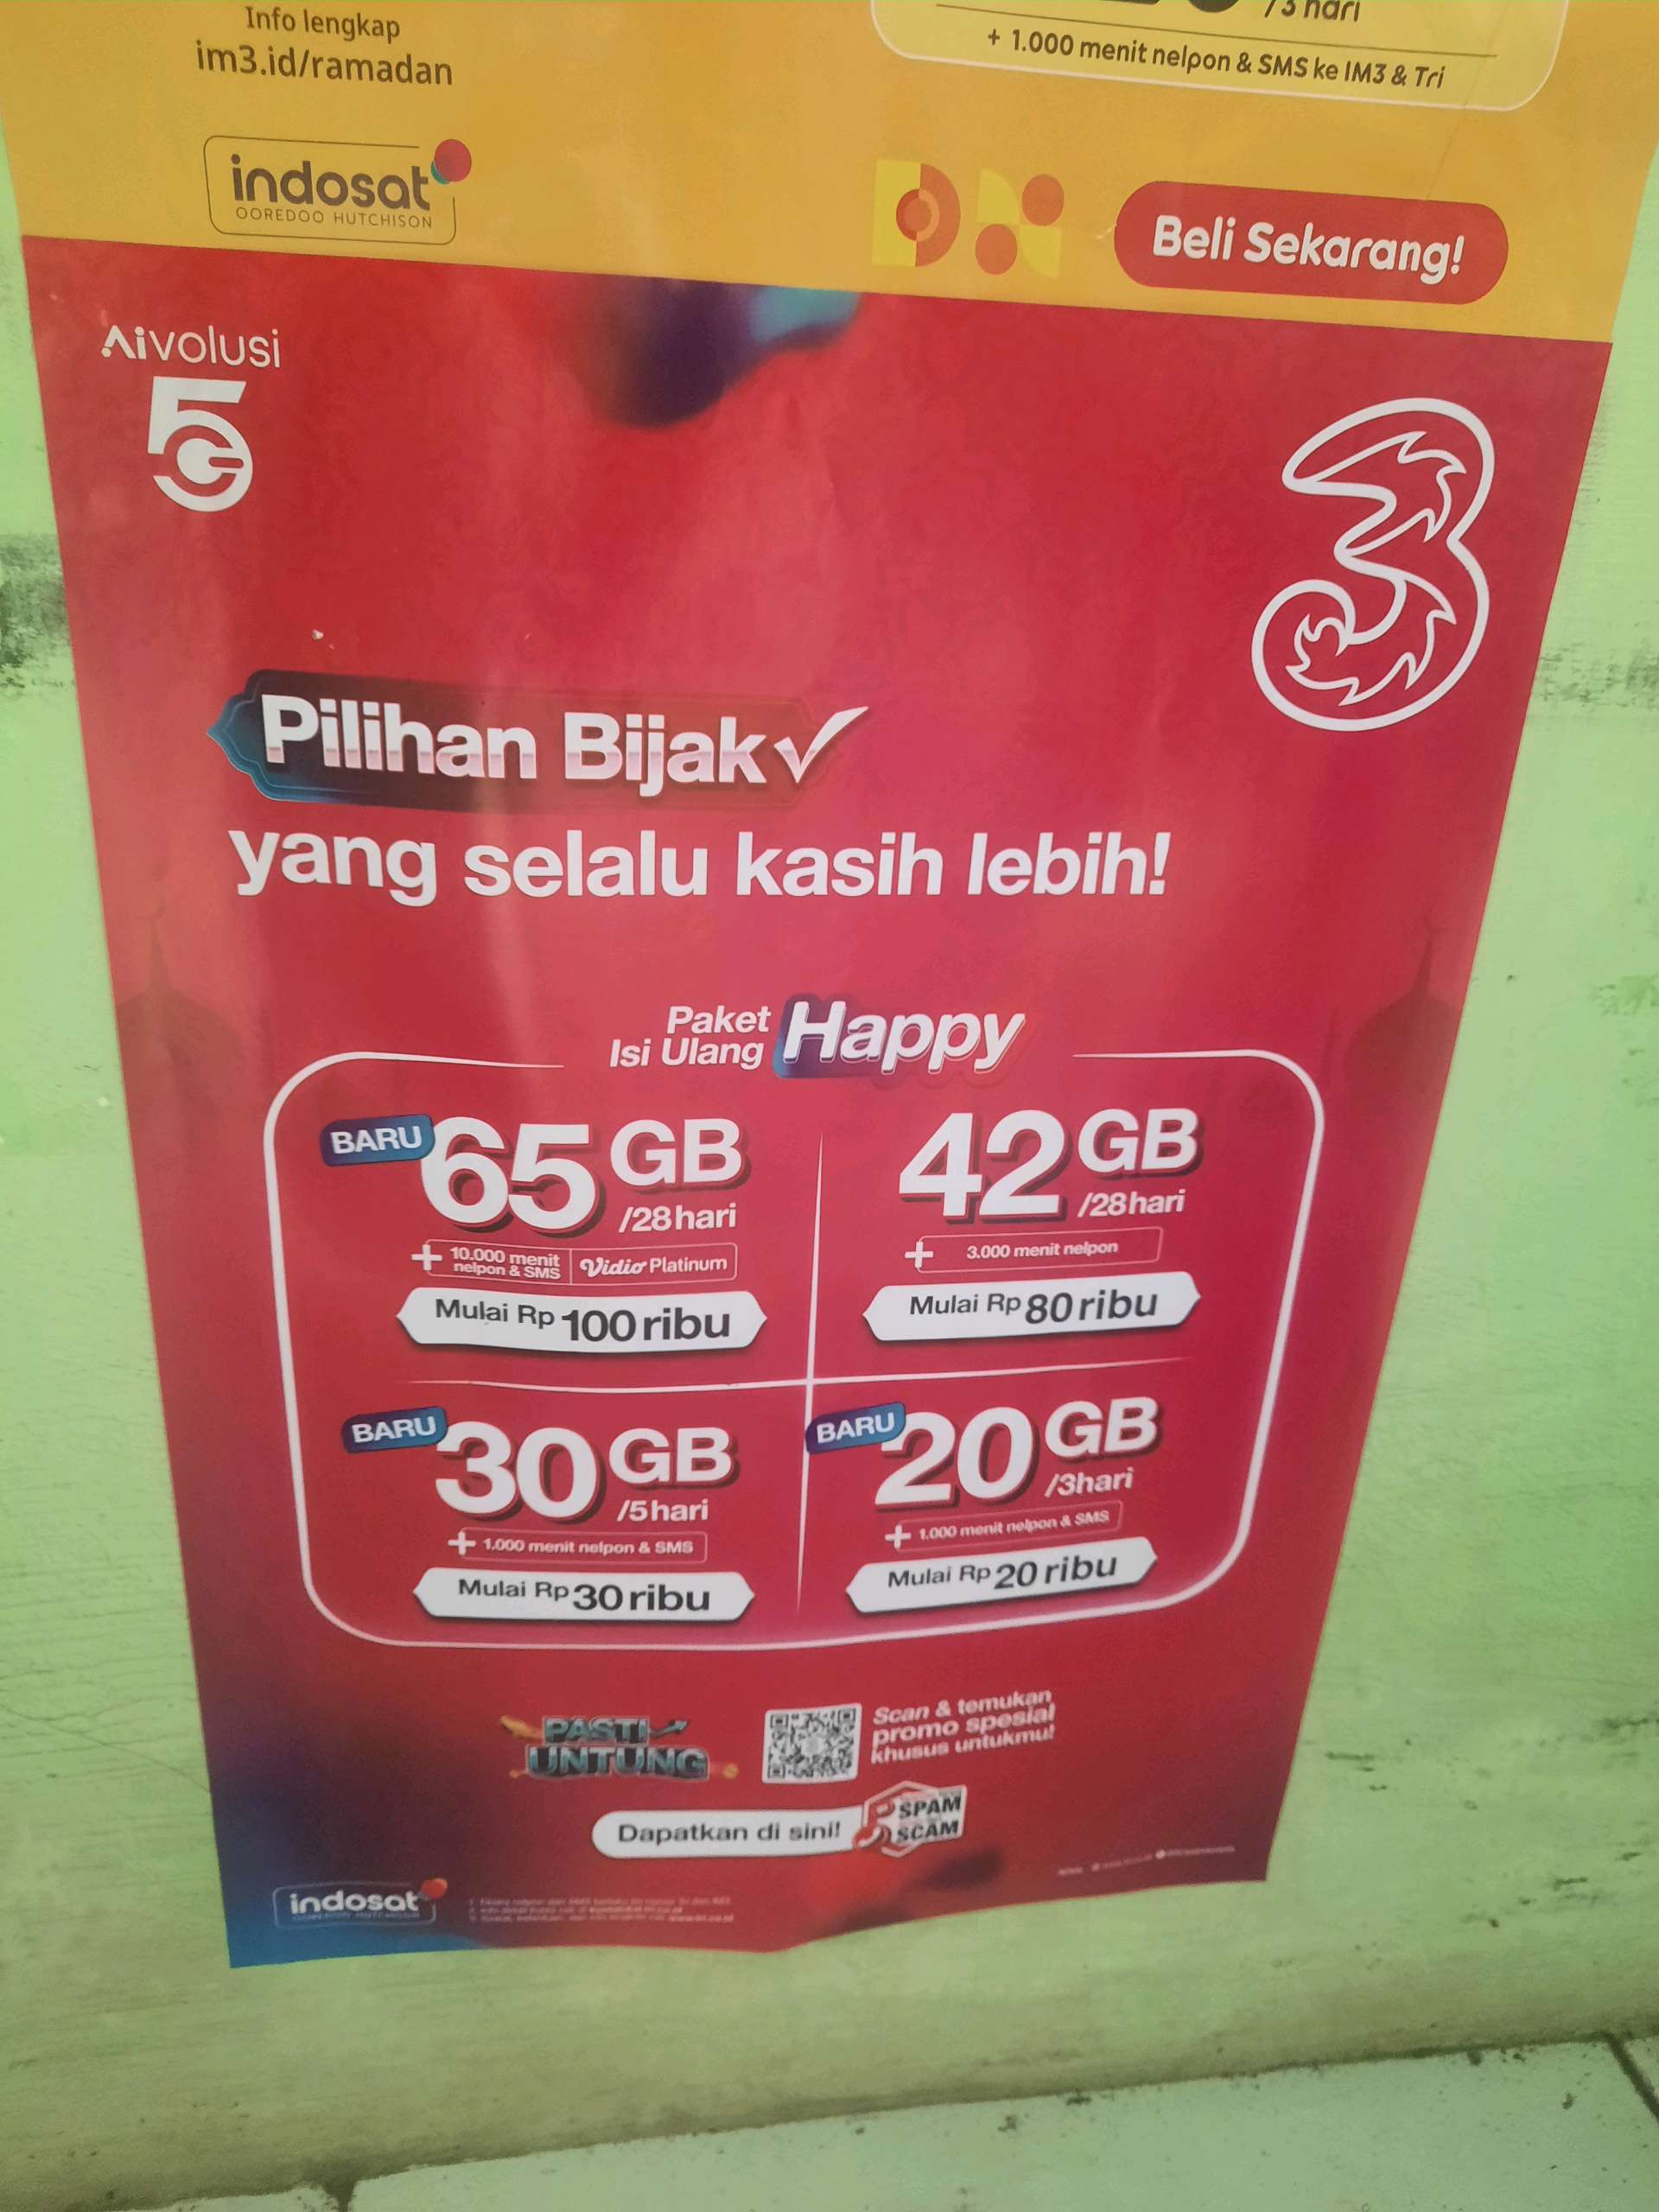 Info lengkap
im3.id/ramadan
/3 hari
+ 1.000 menit nelpon & SMS ke IM3 & Tri
indosat
OOREDOO HUTCHISON
Beli Sekarang!
Aivolusi
5G
3
Pilihan Bijak
yang selalu kasih lebih!
Paket
Isi Ulang
Happy
BARU
65 GB
/28hari
+ 10.000 menit
nelpon & SMS
Vidio Platinum
Mulai Rp 100 ribu
42 GB
/28hari
+ 3.000 menit nelpon
Mulai Rp 80 ribu
BARU
30 GB
/5hari
+ 1.000 menit nelpon & SMS
Mulai Rp 30 ribu
BARU
20 GB
/3hari
+ 1.000 menit nelpon & SMS
Mulai Rp 20 ribu
PASTI
UNTUNG
Scan & temukan
promo spesial
khusus untukmu!
Dapatkan di sini!
SPAM
SCAM
indosat
OOREDOO HUTCHISON